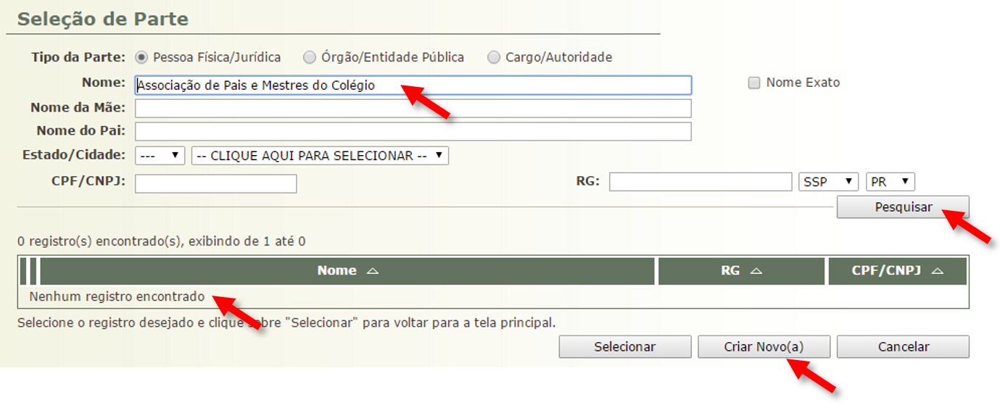 Seleção de Parte
Tipo da Parte: Pessoa Física/Jurídica Órgão/Entidade Pública Cargo/Autoridade
Nome: Associação de Pais e Mestres do Colégio Nome Exato
Nome da Mãe:
Nome do Pai:
Estado/Cidade: --- -- CLIQUE AQUI PARA SELECIONAR --
CPF/CNPJ: RG: SSP PR
Pesquisar
0 registro(s) encontrado(s), exibindo de 1 até 0
Nome RG CPF/CNPJ
Nenhum registro encontrado
Selecione o registro desejado e clique sobre "Selecionar" para voltar para a tela principal.
Selecionar Criar Novo(a) Cancelar